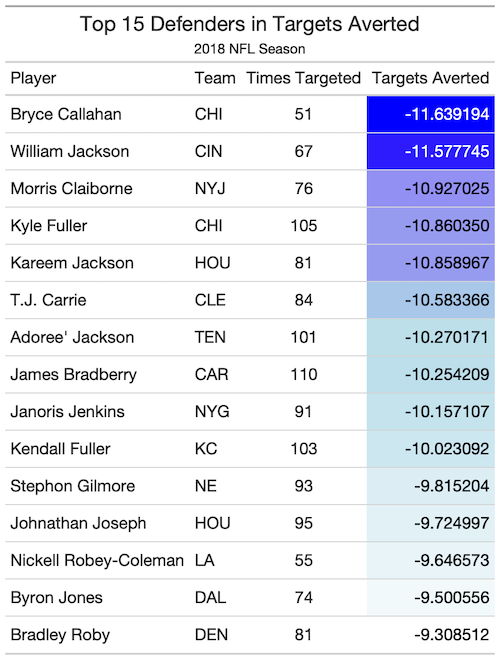 Top 15 Defenders in Targets Averted
2018 NFL Season
Player Team Times Targeted Targets Averted
Bryce Callahan CHI 51 -11.639194
William Jackson CIN 67 -11.577745
Morris Claiborne NYJ 76 -10.927025
Kyle Fuller CHI 105 -10.860350
Kareem Jackson HOU 81 -10.858967
T.J. Carrie CLE 84 -10.583366
Adoree' Jackson TEN 101 -10.270171
James Bradberry CAR 110 -10.254209
Janoris Jenkins NYG 91 -10.157107
Kendall Fuller KC 103 -10.023092
Stephon Gilmore NE 93 -9.815204
Johnathan Joseph HOU 95 -9.724997
Nickell Robey-Coleman LA 55 -9.646573
Byron Jones DAL 74 -9.500556
Bradley Roby DEN 81 -9.308512